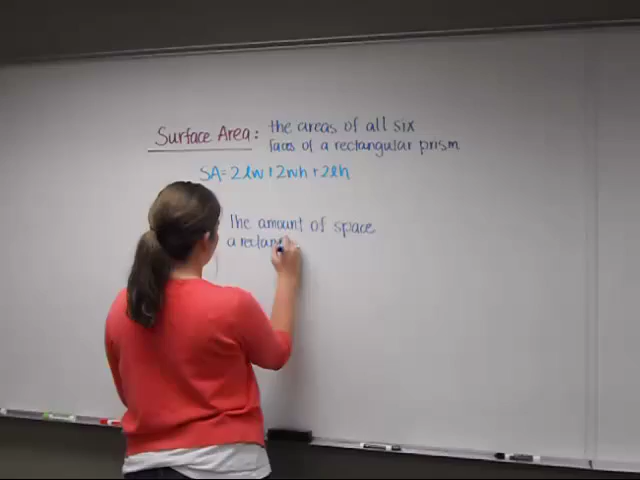 Surface Area: the areas of all six
faces of a rectangular prism
SA=2lw+2wh+2lh
The amount of space
a rectan